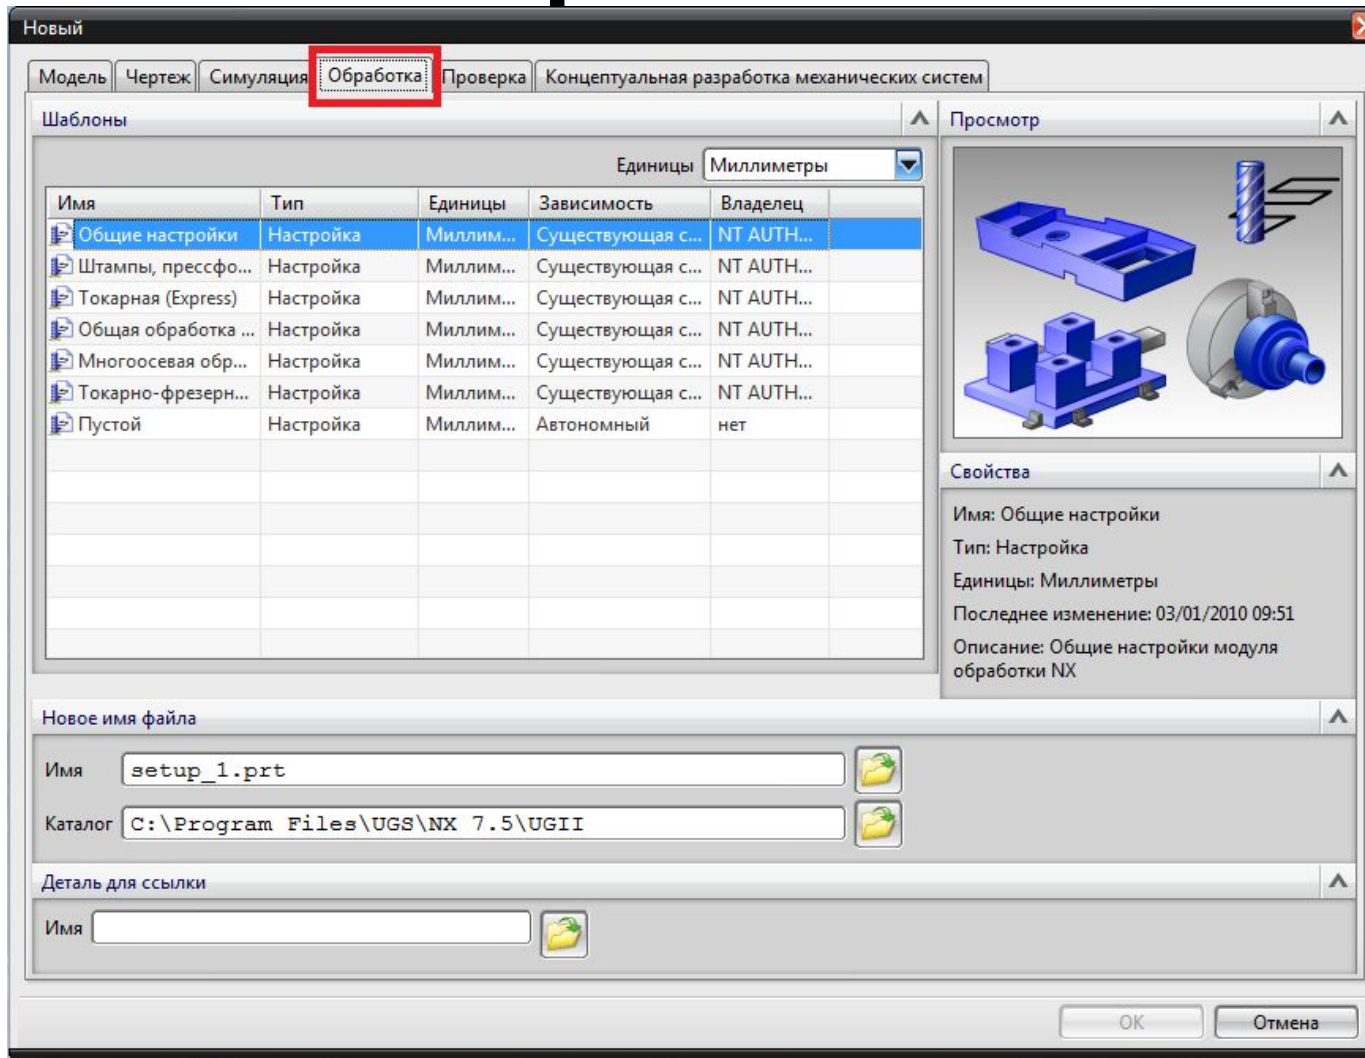 Новый
Модель Чертеж Симуляция Обработка Проверка Концептуальная разработка механических систем
Шаблоны
Просмотр
Единицы Миллиметры
Имя Тип Единицы Зависимость Владелец
Общие настройки Настройка Миллим... Существующая с... NT AUTH...
Штампы, прессфо... Настройка Миллим... Существующая с... NT AUTH...
Токарная (Express) Настройка Миллим... Существующая с... NT AUTH...
Общая обработка ... Настройка Миллим... Существующая с... NT AUTH...
Многоосевая обр... Настройка Миллим... Существующая с... NT AUTH...
Токарно-фрезерн... Настройка Миллим... Существующая с... NT AUTH...
Пустой Настройка Миллим... Автономный нет
Свойства
Имя: Общие настройки
Тип: Настройка
Единицы: Миллиметры
Последнее изменение: 03/01/2010 09:51
Описание: Общие настройки модуля
обработки NX
Новое имя файла
Имя setup_1.prt
Каталог C:\Program Files\UGS\NX 7.5\UGII
Деталь для ссылки
Имя
OK Отмена